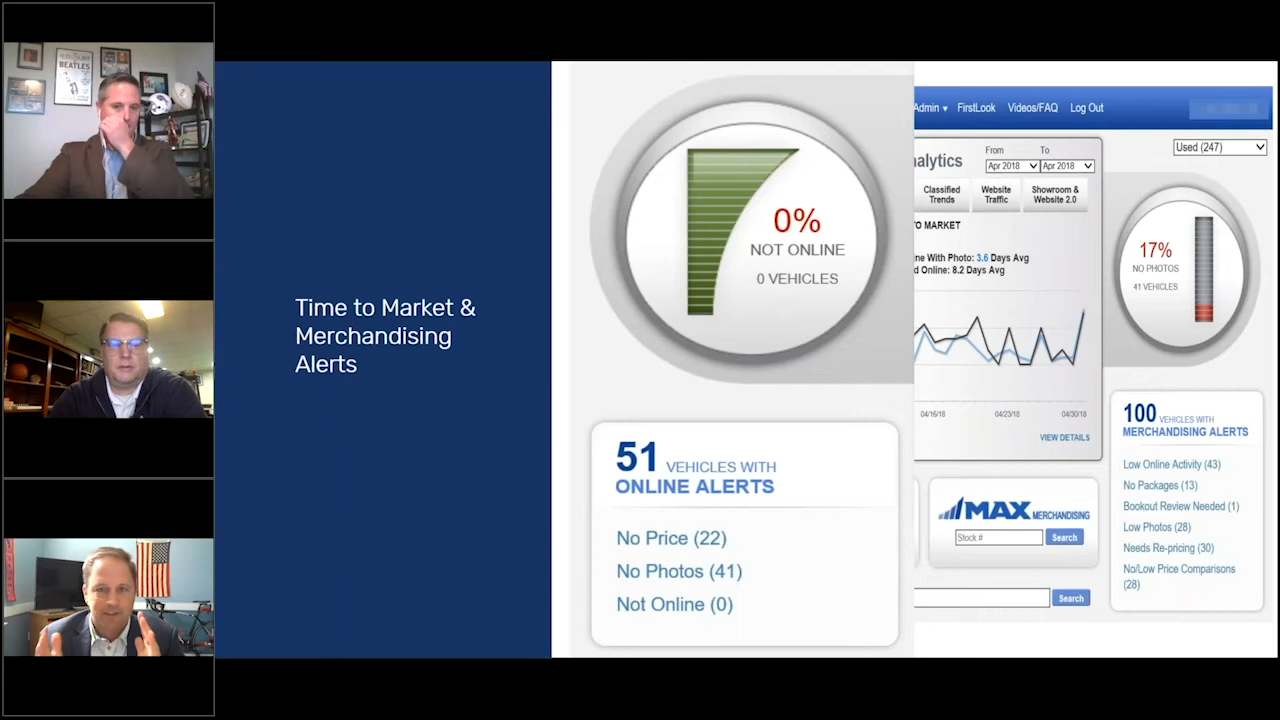 BEATLES
Time to Market &
Merchandising
Alerts
0%
NOT ONLINE
0 VEHICLES
51 VEHICLES WITH
ONLINE ALERTS
No Price (22)
No Photos (41)
Not Online (0)
Admin ▾ FirstLook Videos/FAQ Log Out
Used (247)
nalytics
From To
Apr 2018 Apr 2018
Classified
Trends
Website
Traffic
Showroom &
Website 2.0
O MARKET
ne With Photo: 3.6 Days Avg
d Online: 8.2 Days Avg
04/16/18 04/23/18 04/30/18
VIEW DETAILS
MAX MERCHANDISING
Stock # Search
Search
17%
NO PHOTOS
41 VEHICLES
100 VEHICLES WITH
MERCHANDISING ALERTS
Low Online Activity (43)
No Packages (13)
Bookout Review Needed (1)
Low Photos (28)
Needs Re-pricing (30)
No/Low Price Comparisons
(28)